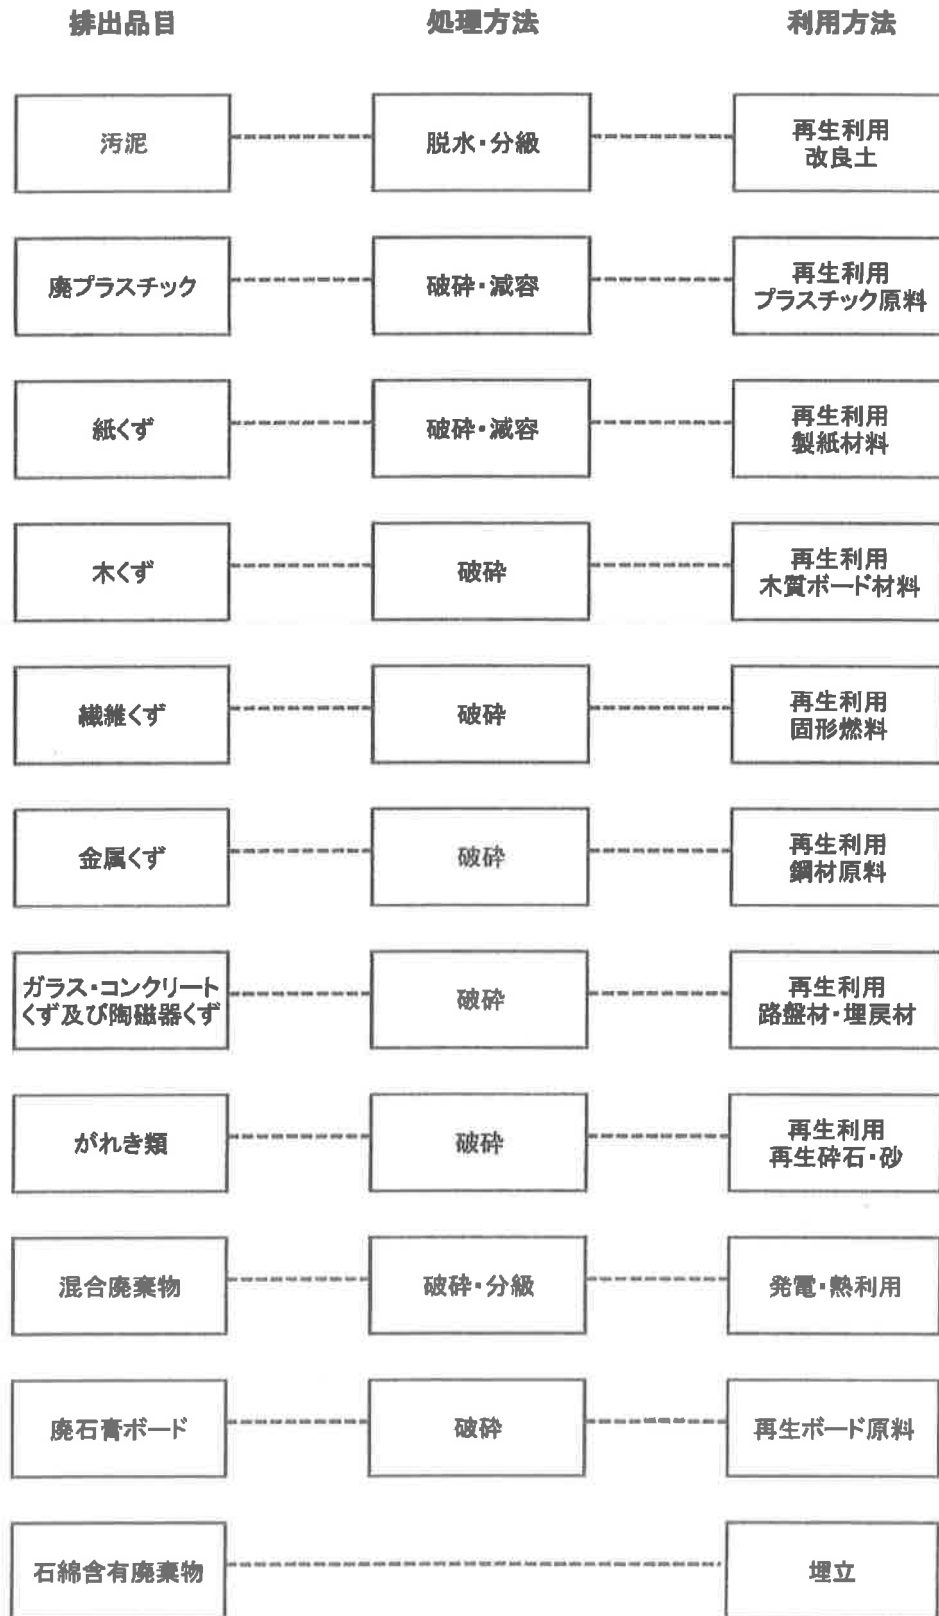 排出品目 処理方法 利用方法
汚泥 脱水・分級 再生利用
改良土
廃プラスチック 破砕・減容 再生利用
プラスチック原料
紙くず 破砕・減容 再生利用
製紙材料
木くず 破砕 再生利用
木質ボード材料
繊維くず 破砕 再生利用
固形燃料
金属くず 破砕 再生利用
鋼材原料
ガラス・コンクリート
くず及び陶磁器くず 破砕 再生利用
路盤材・埋戻材
がれき類 破砕 再生利用
再生砕石・砂
混合廃棄物 破砕・分級 発電・熱利用
廃石膏ボード 破砕 再生ボード原料
石綿含有廃棄物 埋立